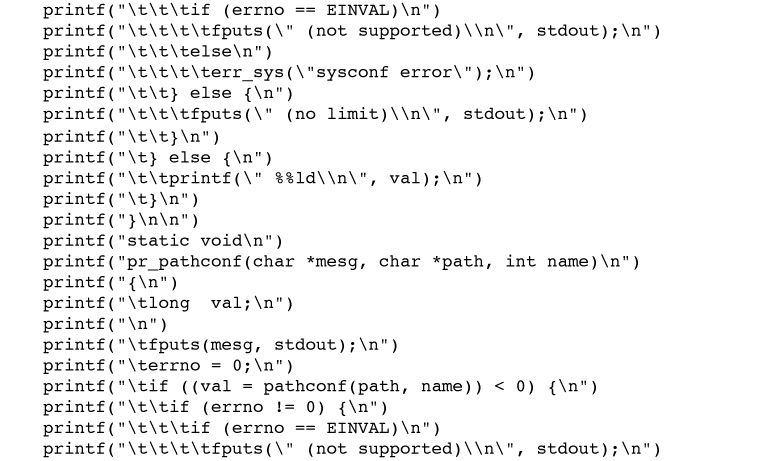 printf("\t\t\tif (errno == EINVAL)\n")
printf("\t\t\t\tfputs(\" (not supported)\\n\", stdout);\n")
printf("\t\t\telse\n")
printf("\t\t\t\terr_sys(\"sysconf error\");\n")
printf("\t\t} else {\n")
printf("\t\t\tfputs(\" (no limit)\\n\", stdout);\n")
printf("\t\t}\n")
printf("\t} else {\n")
printf("\t\tprintf(\" %%ld\\n\", val);\n")
printf("\t}\n")
printf("}\n\n")
printf("static void\n")
printf("pr_pathconf(char *mesg, char *path, int name)\n")
printf("{\n")
printf("\tlong  val;\n")
printf("\n")
printf("\tfputs(mesg, stdout);\n")
printf("\terrno = 0;\n")
printf("\tif ((val = pathconf(path, name)) < 0) {\n")
printf("\t\tif (errno != 0) {\n")
printf("\t\t\tif (errno == EINVAL)\n")
printf("\t\t\t\tfputs(\" (not supported)\\n\", stdout);\n")